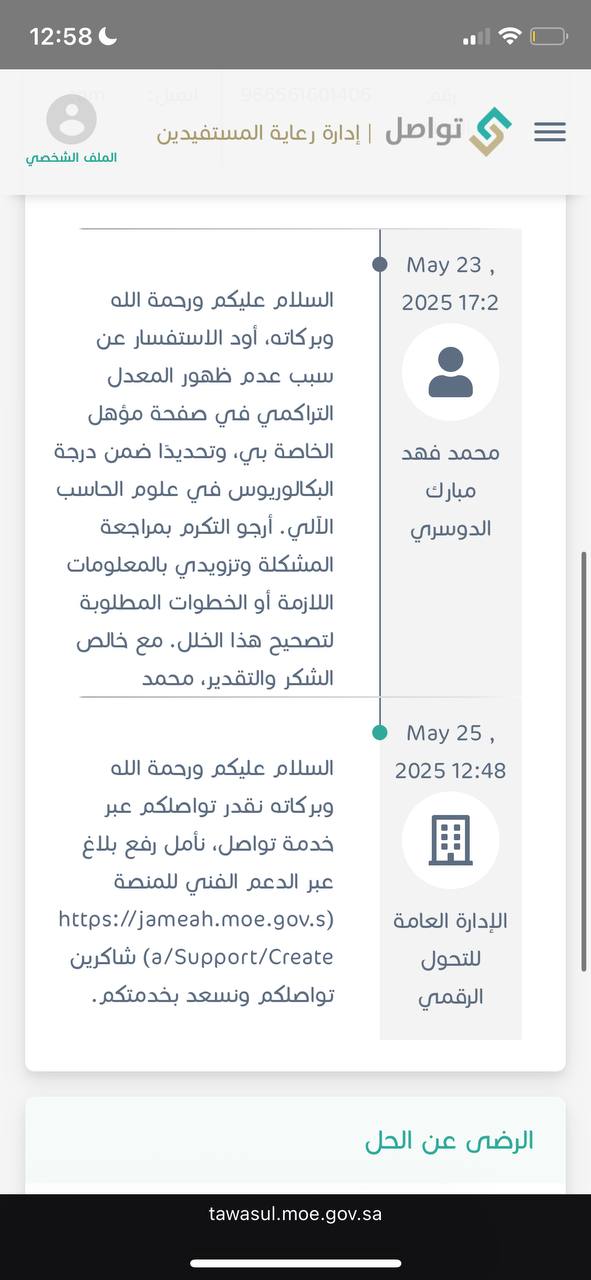 12:58
رقم 966561601406 ايميل:
تواصل | إدارة رعاية المستفيدين
الملف الشخصي
May 23 ,
2025 17:2
محمد فهد
مبارك
الدوسري
السلام عليكم ورحمة الله
وبركاته، أود الاستفسار عن
سبب عدم ظهور المعدل
التراكمي في صفحة مؤهل
الخاصة بي، وتحديدًا ضمن درجة
البكالوريوس في علوم الحاسب
الآلي. أرجو التكرم بمراجعة
المشكلة وتزويدي بالمعلومات
اللازمة أو الخطوات المطلوبة
لتصحيح هذا الخلل. مع خالص
الشكر والتقدير، محمد
May 25 ,
2025 12:48
الإدارة العامة
للتحول
الرقمي
السلام عليكم ورحمة الله
وبركاته نقدر تواصلكم عبر
خدمة تواصل، نأمل رفع بلاغ
عبر الدعم الفني للمنصة
(https://jameah.moe.gov.s
a/Support/Create) شاكرين
تواصلكم ونسعد بخدمتكم.
الرضى عن الحل
tawasul.moe.gov.sa